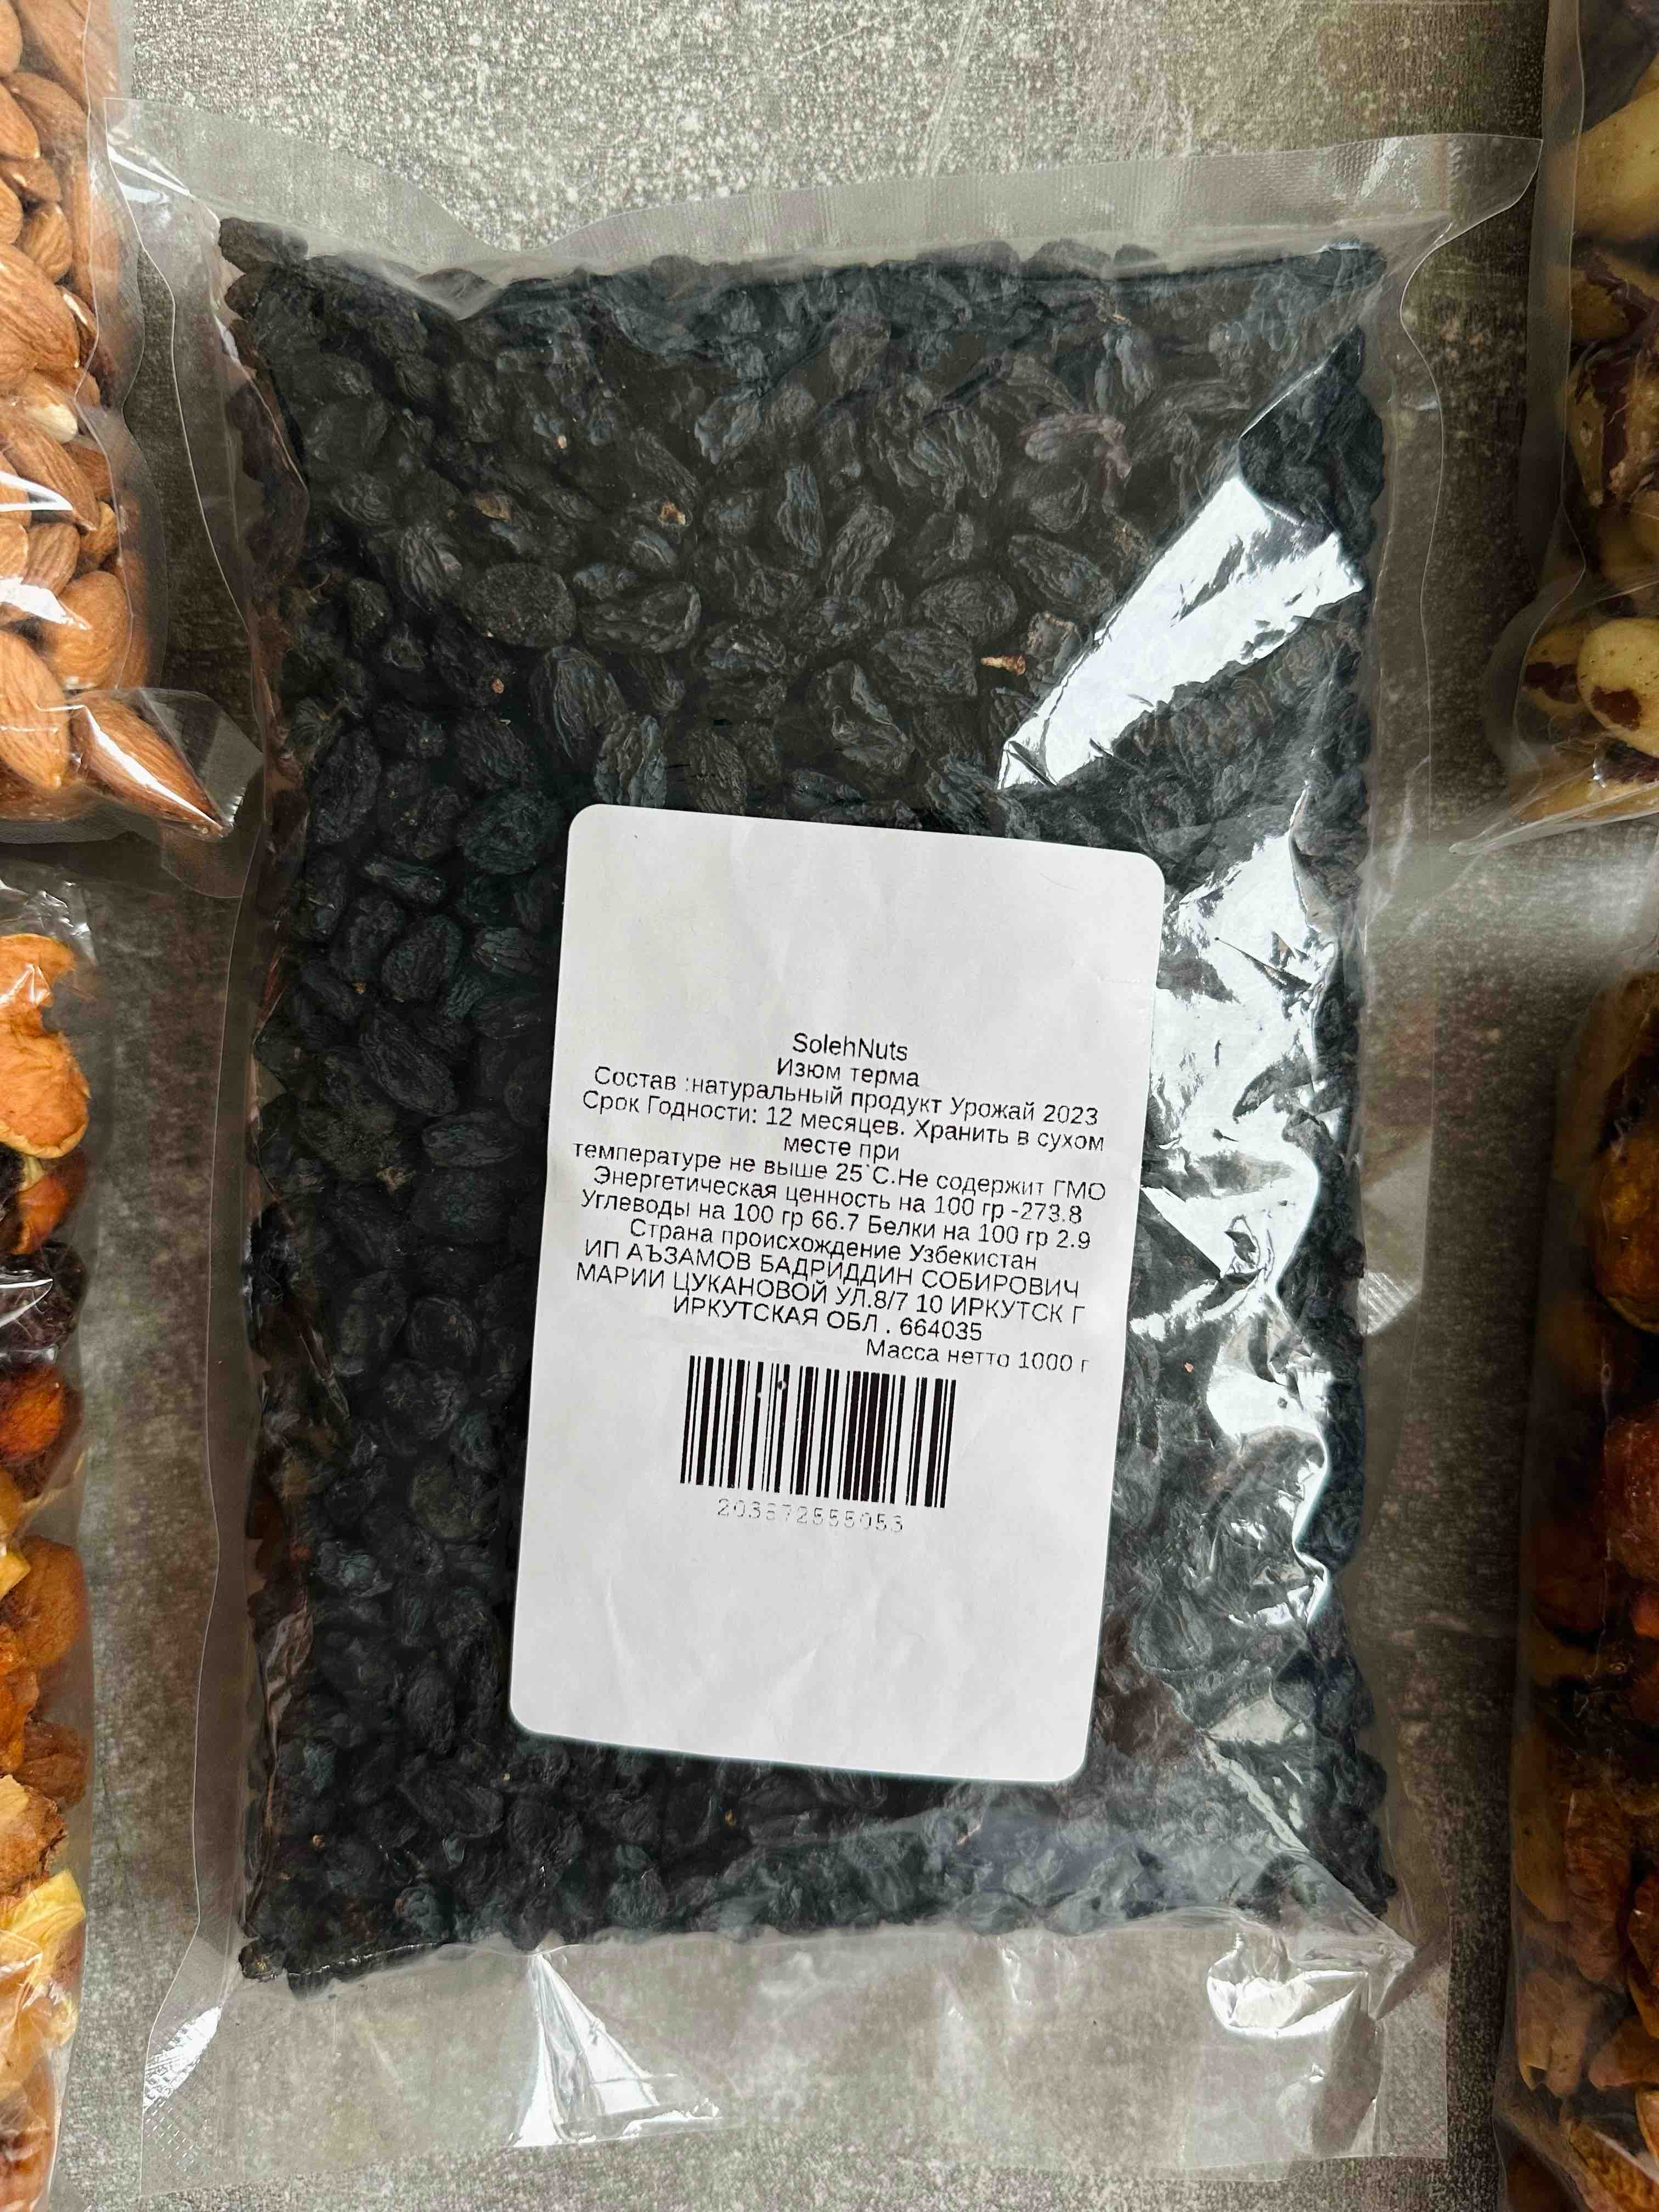 SolehNuts
Изюм терма
Состав :натуральный продукт Урожай 2023
Срок Годности: 12 месяцев. Хранить в сухом
месте при
температуре не выше 25`С.Не содержит ГМО
Энергетическая ценность на 100 гр -273.8
Углеводы на 100 гр 66.7 Белки на 100 гр 2.9
Страна происхождение Узбекистан
ИП АЪЗАМОВ БАДРИДДИН СОБИРОВИЧ
МАРИИ ЦУКАНОВОЙ УЛ.8/7 10 ИРКУТСК Г
ИРКУТСКАЯ ОБЛ . 664035
Масса нетто 1000 г